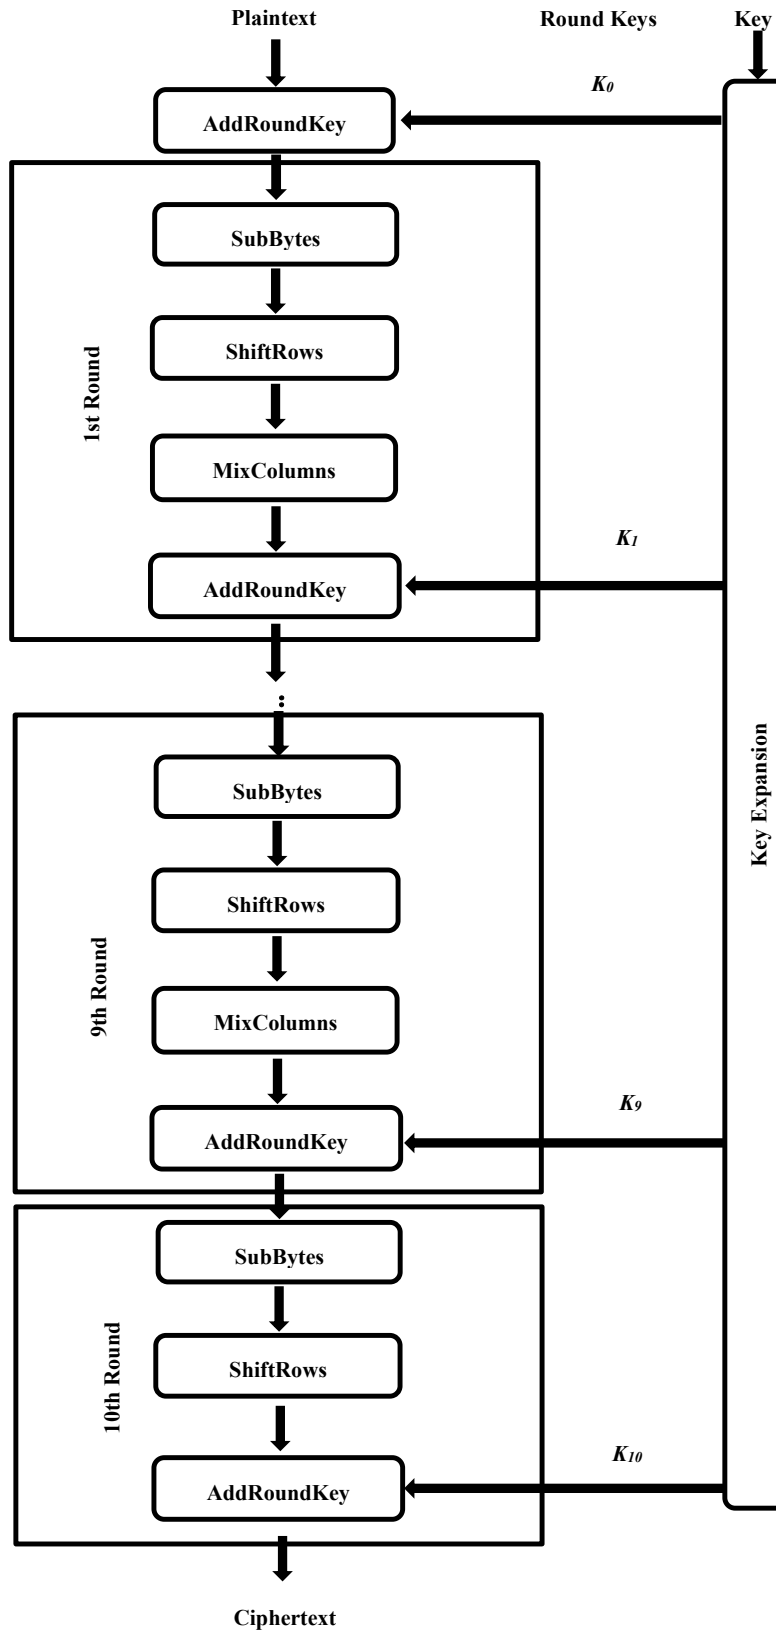 Plaintext
Round Keys
Key
K0
AddRoundKey
SubBytes
ShiftRows
1st Round
MixColumns
K1
AddRoundKey
...
SubBytes
Key Expansion
ShiftRows
9th Round
MixColumns
K9
AddRoundKey
SubBytes
ShiftRows
10th Round
K10
AddRoundKey
Ciphertext